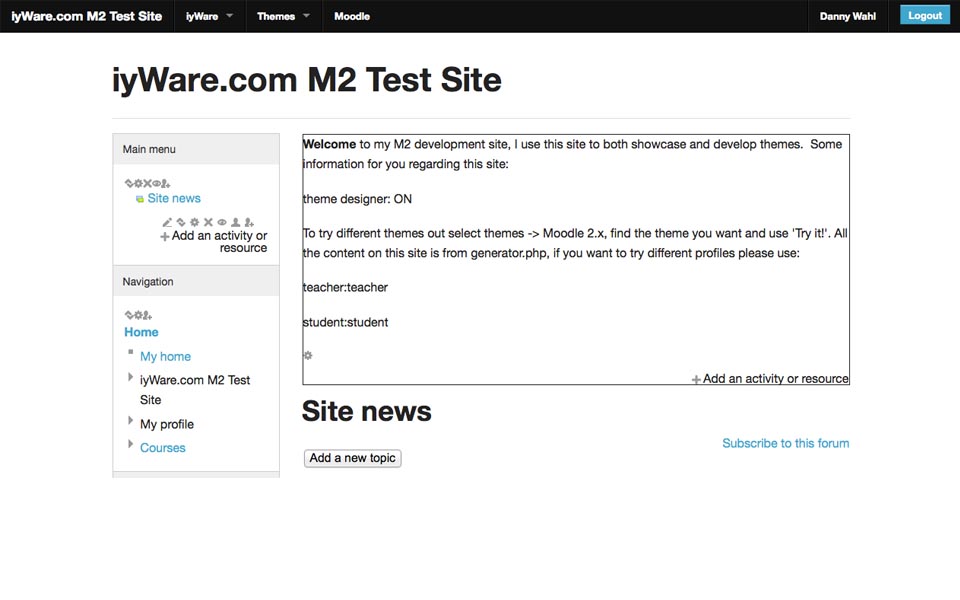 iyWare.com M2 Test Site iyWare Themes Moodle Danny Wahl Logout
iyWare.com M2 Test Site
Main menu
Site news
Add an activity or
resource
Navigation
Home
My home
iyWare.com M2 Test
Site
My profile
Courses
Welcome to my M2 development site, I use this site to both showcase and develop themes. Some
information for you regarding this site:
theme designer: ON
To try different themes out select themes -> Moodle 2.x, find the theme you want and use 'Try it!'. All
the content on this site is from generator.php, if you want to try different profiles please use:
teacher:teacher
student:student
Add an activity or resource
Site news
Subscribe to this forum
Add a new topic